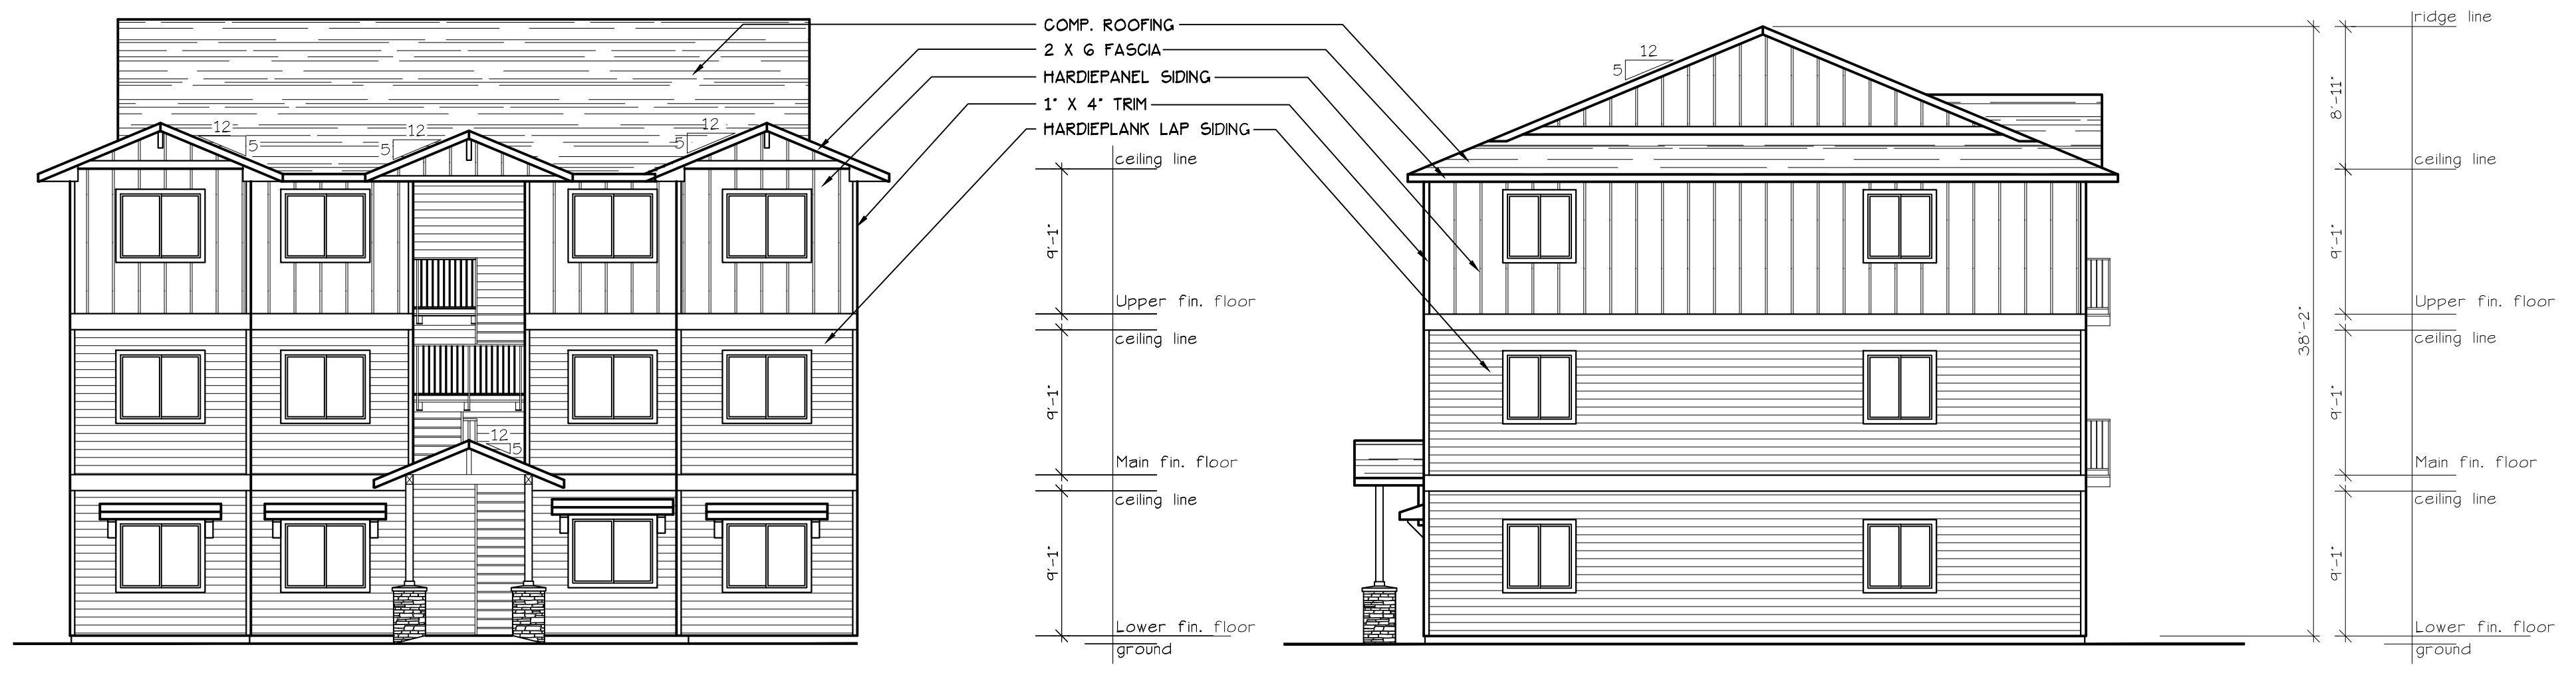 COMP. ROOFING
2 X 6 FASCIA
HARDIEPANEL SIDING
1" X 4" TRIM
HARDIEPLANK LAP SIDING
12
5
12
5
12
5
12
5
ceiling line
9'-1"
Upper fin. floor
ceiling line
9'-1"
Main fin. floor
ceiling line
9'-1"
Lower fin. floor
ground
12
5
38'-2"
ridge line
8'-11"
ceiling line
9'-1"
Upper fin. floor
ceiling line
9'-1"
Main fin. floor
ceiling line
9'-1"
Lower fin. floor
ground